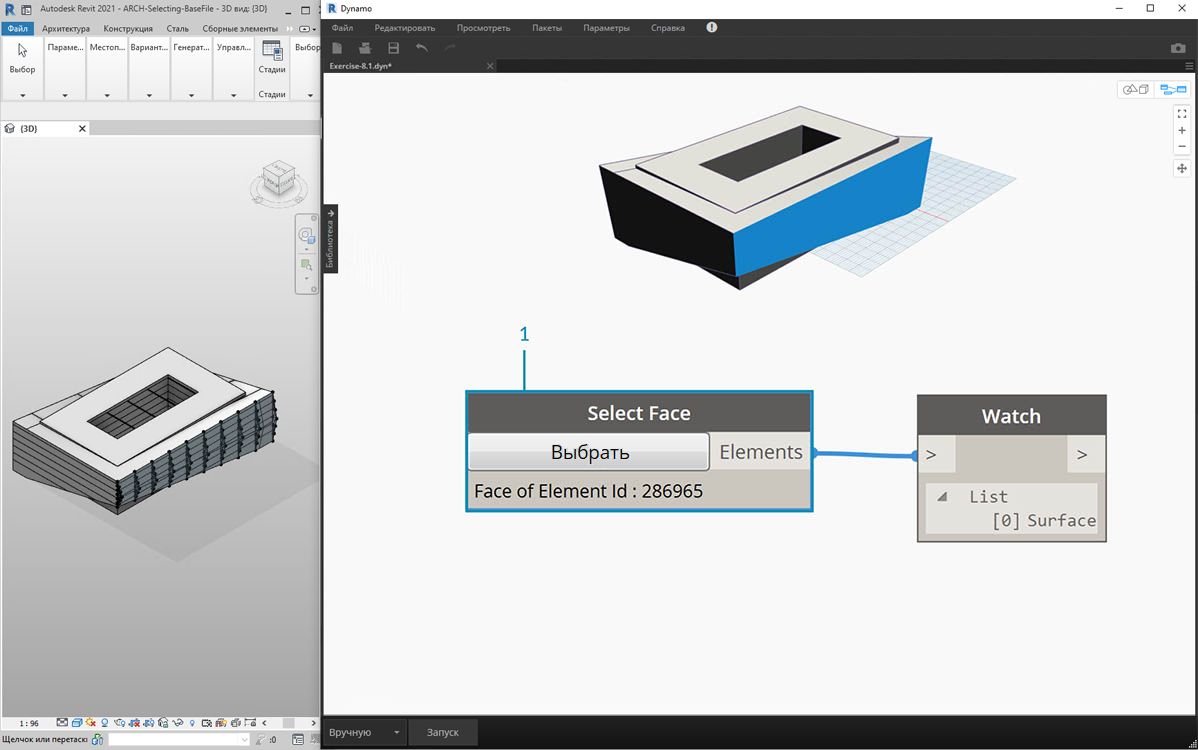 Autodesk Revit 2021 - ARCH-Selecting-BaseFile - 3D вид: {3D}
Файл Архитектура Конструкция Сталь Сборные элементы
Выбор
Параме...
Местоп...
Вариант...
Генерат...
Управл...
Стадии
Стадии
Выбор
{3D}
1 : 96
Щелчок или перетаск
:0
Dynamo
Файл Редактировать Просмотреть Пакеты Параметры Справка
Exercise-8.1.dyn*
Библиотека
1
Select Face
Выбрать Elements
Face of Element Id : 286965
Watch
> >
List
[0] Surface
Вручную Запуск